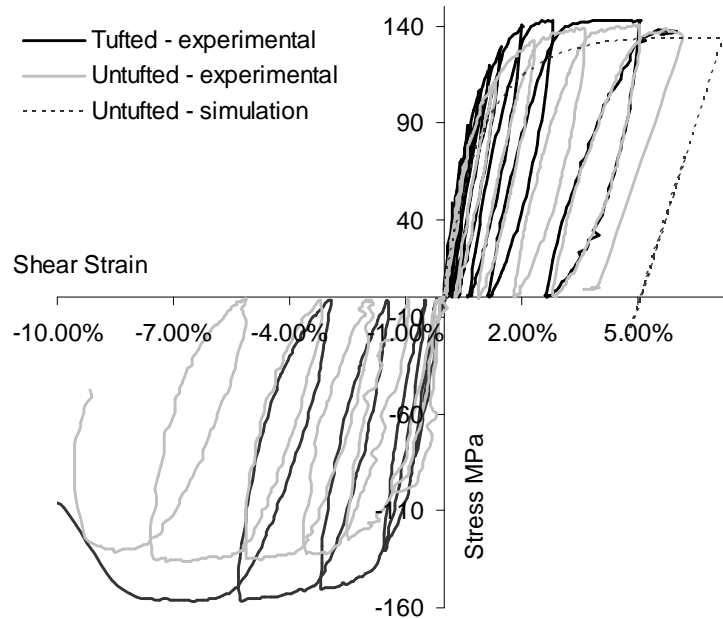 Tufted - experimental
Untufted - experimental
Untufted - simulation
140
90
40
Shear Strain
-10
-10.00%
-7.00%
-4.00%
-1.00%
2.00%
5.00%
-60
-110
-160
Stress MPa